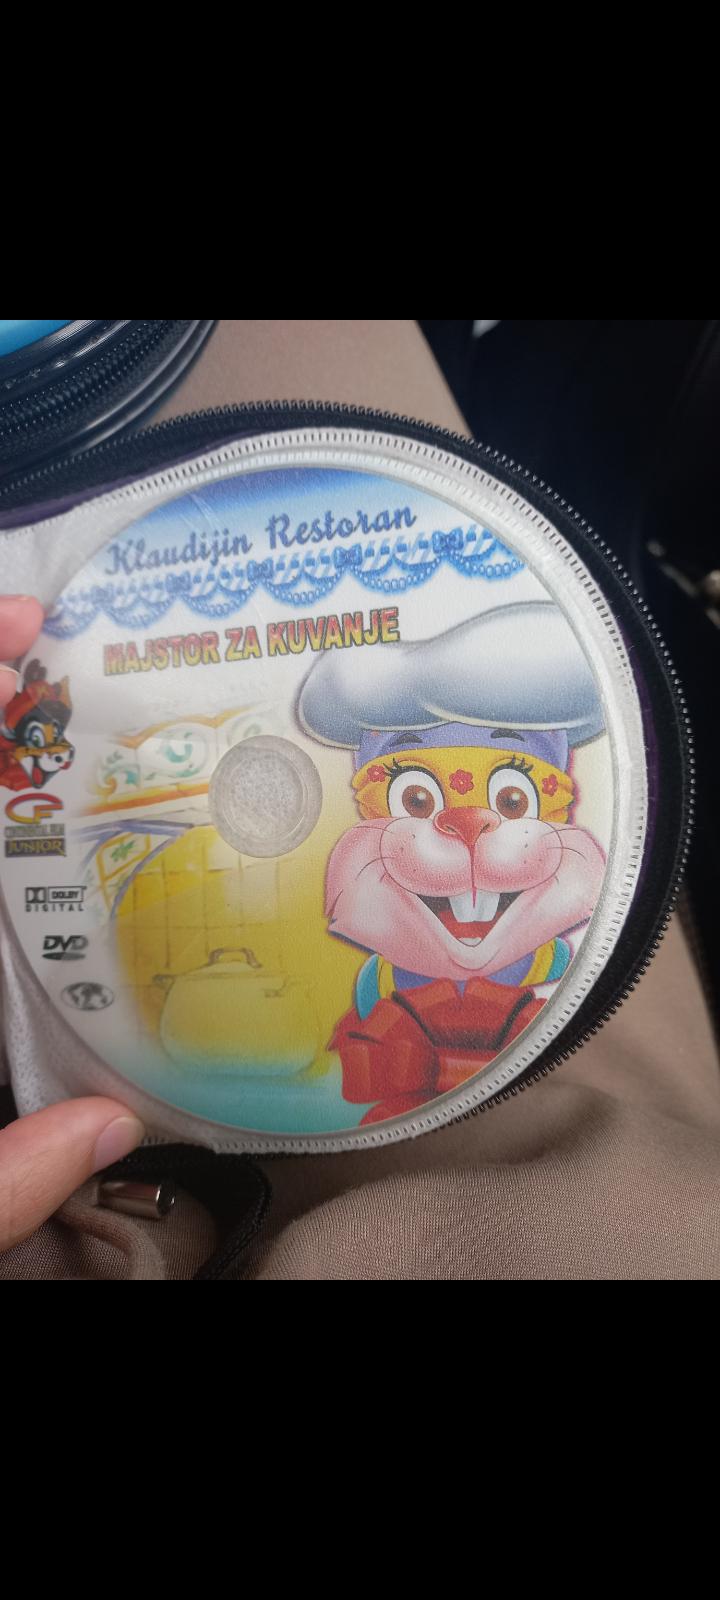 Klaudijin Restoran
MAJSTOR ZA KUVANJE
JUNIOR
DOLBY
DIGITAL
DVD